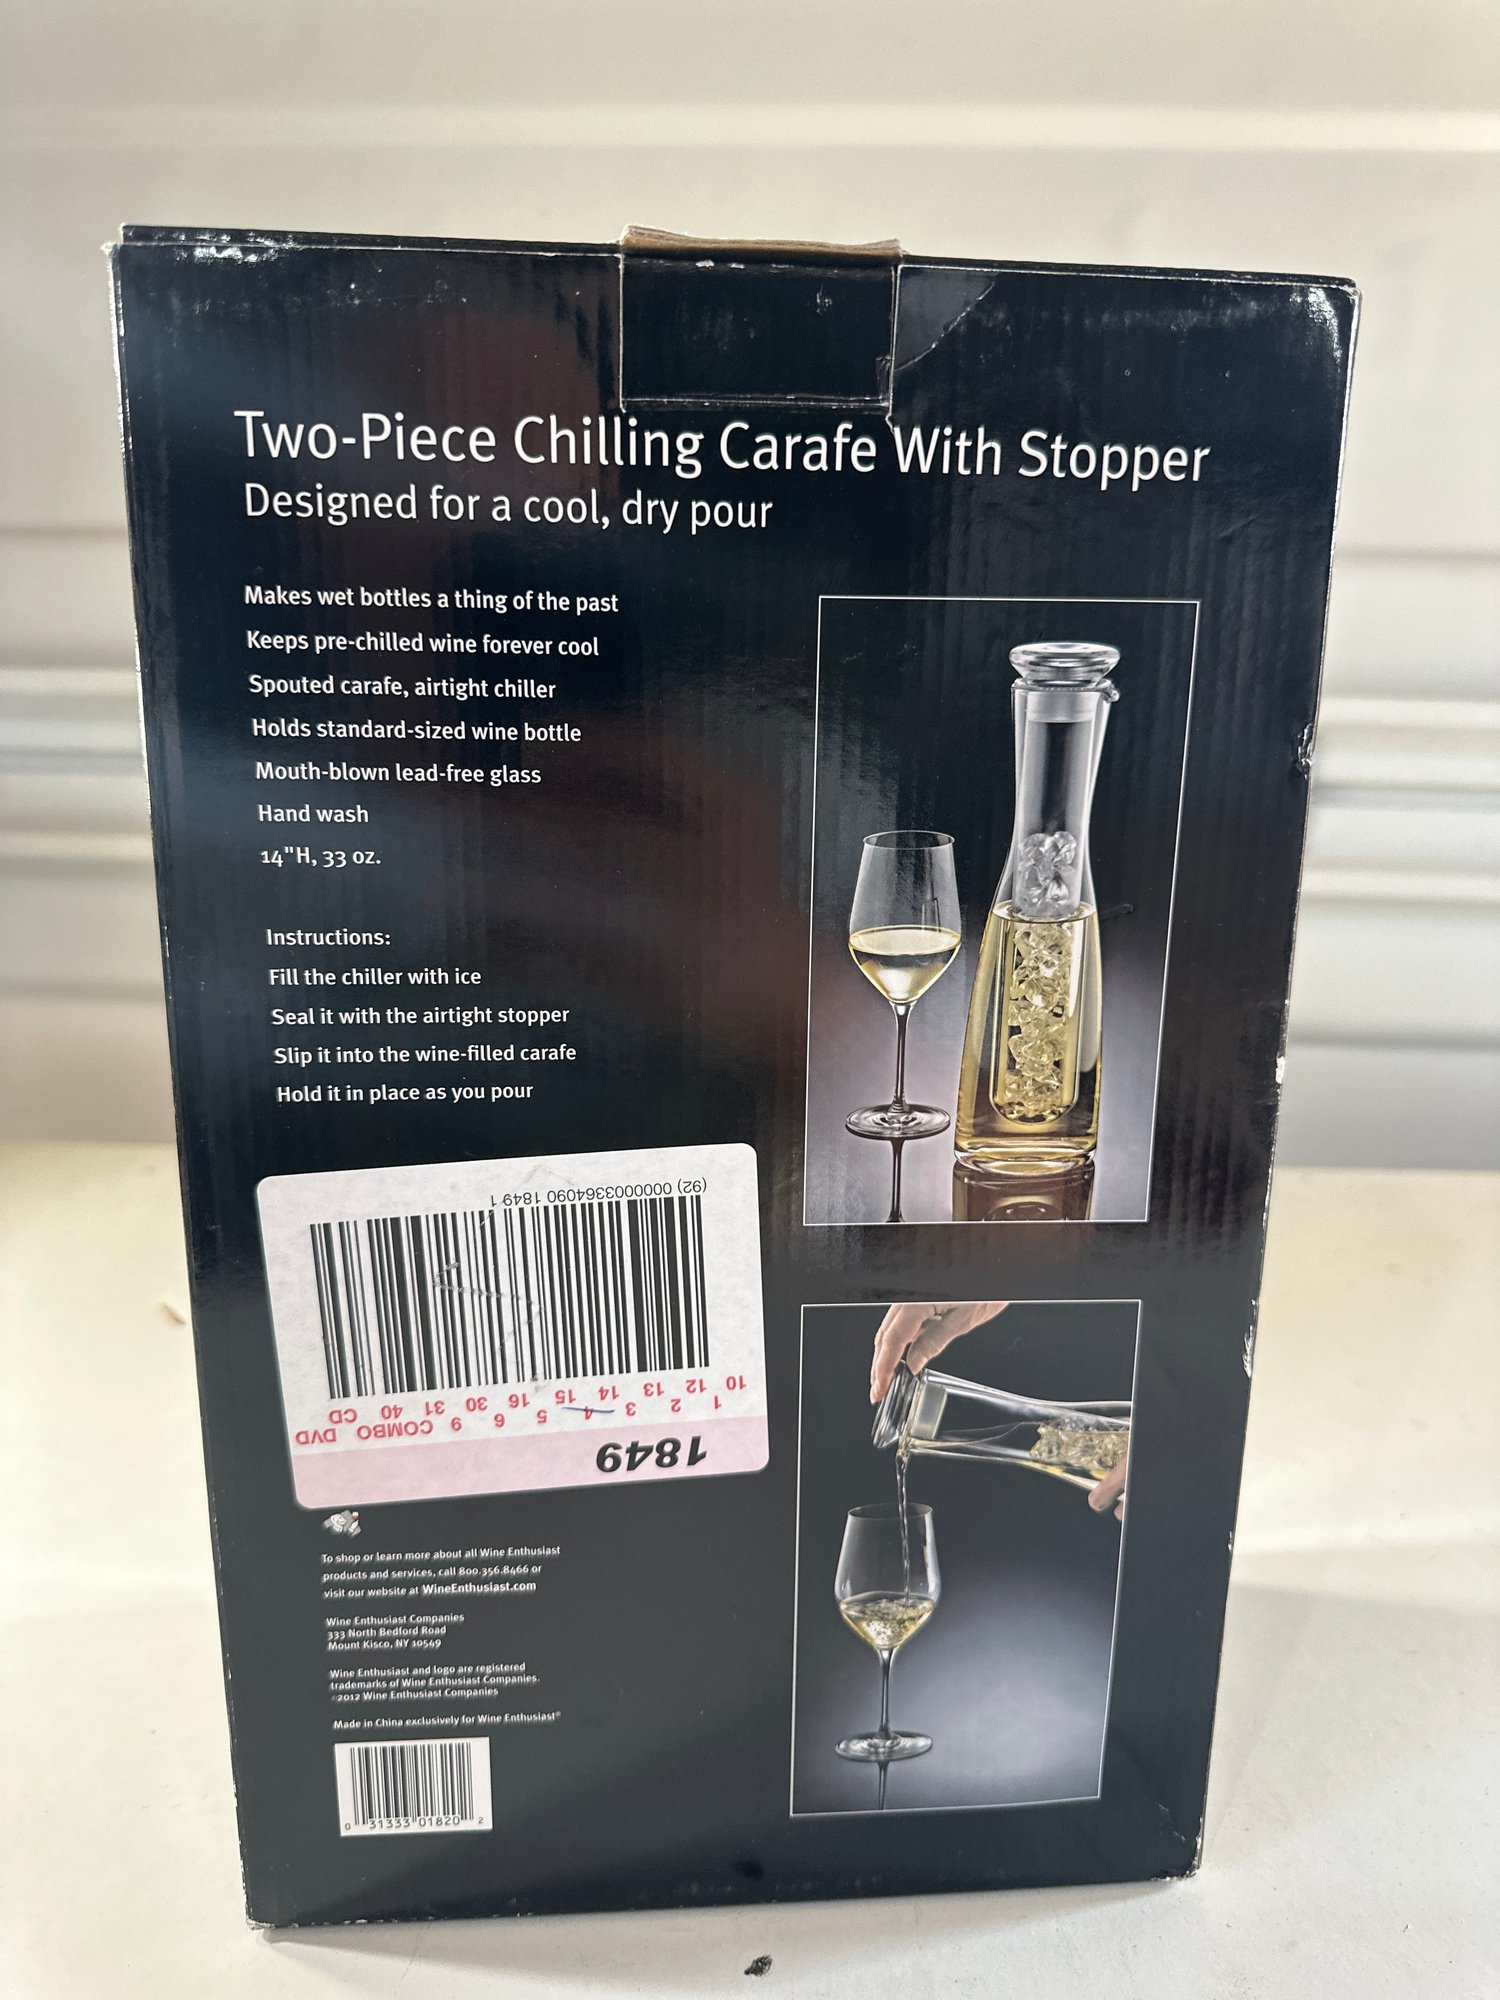 Two-Piece Chilling Carafe With Stopper
Designed for a cool, dry pour
Makes wet bottles a thing of the past
Keeps pre-chilled wine forever cool
Spouted carafe, airtight chiller
Holds standard-sized wine bottle
Mouth-blown lead-free glass
Hand wash
14"H, 33 oz.
Instructions:
Fill the chiller with ice
Seal it with the airtight stopper
Slip it into the wine-filled carafe
Hold it in place as you pour
1849
1 2 3 4 5 6 9 COMBO DVD
10 12 13 14 15 16 30 31 40 CD
(92) 0000003364090 1849 1
To shop or learn more about all Wine Enthusiast
products and services, call 800.356.8466 or
visit our website at WineEnthusiast.com
Wine Enthusiast Companies
333 North Bedford Road
Mount Kisco, NY 10549
Wine Enthusiast and logo are registered
trademarks of Wine Enthusiast Companies.
©2012 Wine Enthusiast Companies
Made in China exclusively for Wine Enthusiast®
0 31333 01820 2